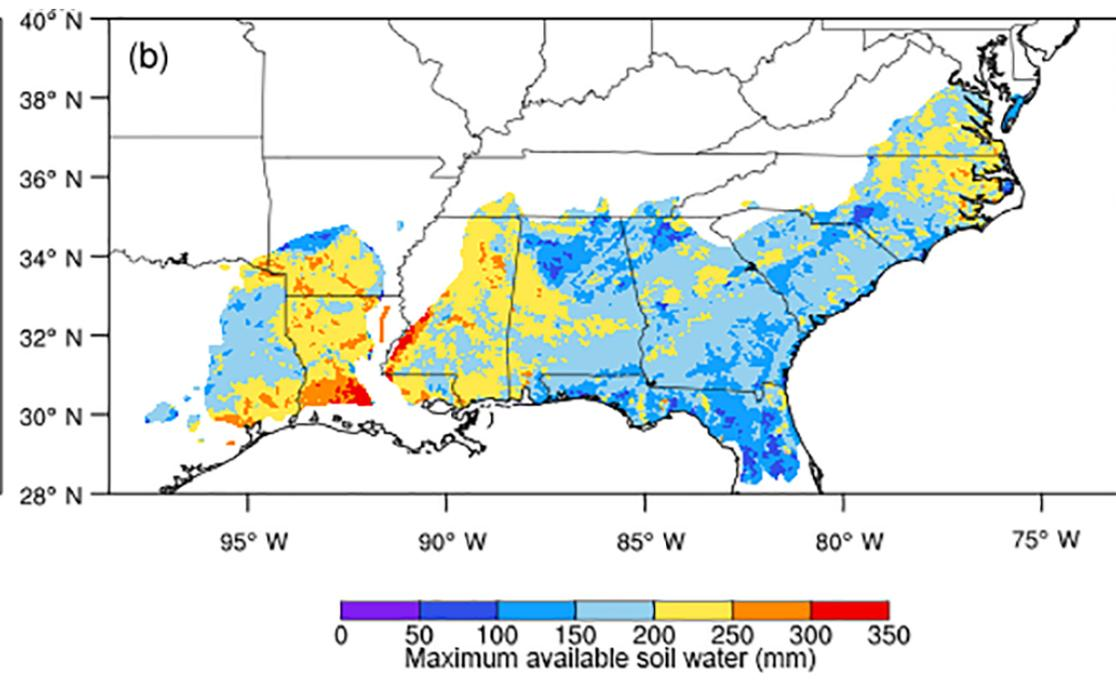 40° N
(b)
38° N
36° N
34° N
32° N
30° N
28° N
95° W 90° W 85° W 80° W 75° W
0 50 100 150 200 250 300 350
Maximum available soil water (mm)